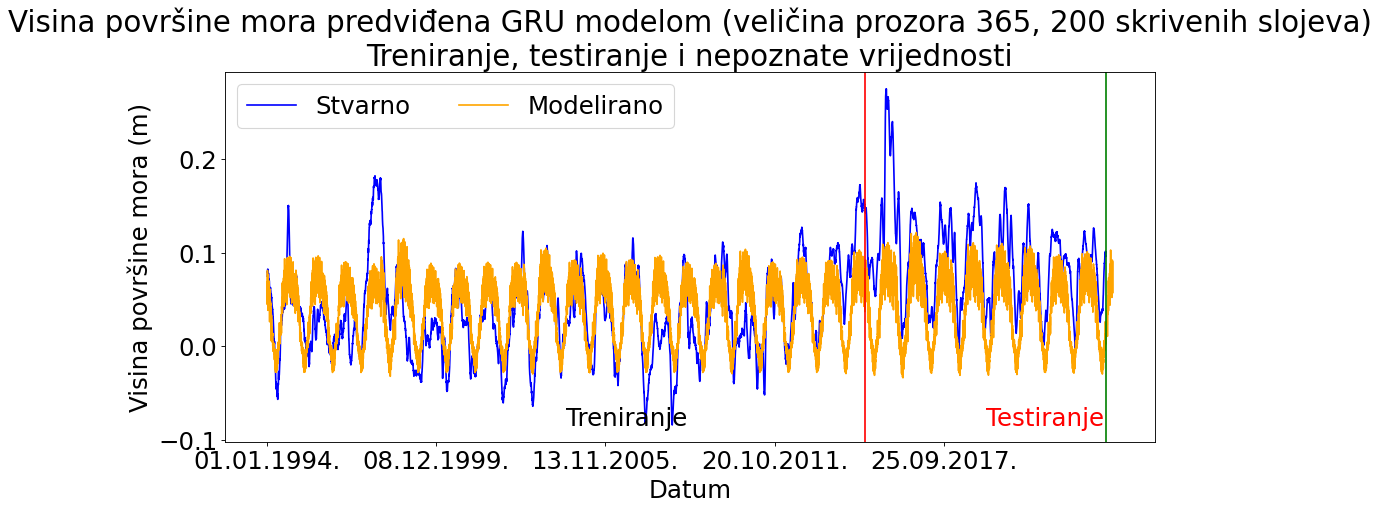 Visina površine mora predviđena GRU modelom (veličina prozora 365, 200 skrivenih slojeva)
Treniranje, testiranje i nepoznate vrijednosti
Stvarno
Modelirano
Visina površine mora (m)
0.2
0.1
0.0
−0.1
Treniranje
Testiranje
01.01.1994.
08.12.1999.
13.11.2005.
20.10.2011.
25.09.2017.
Datum